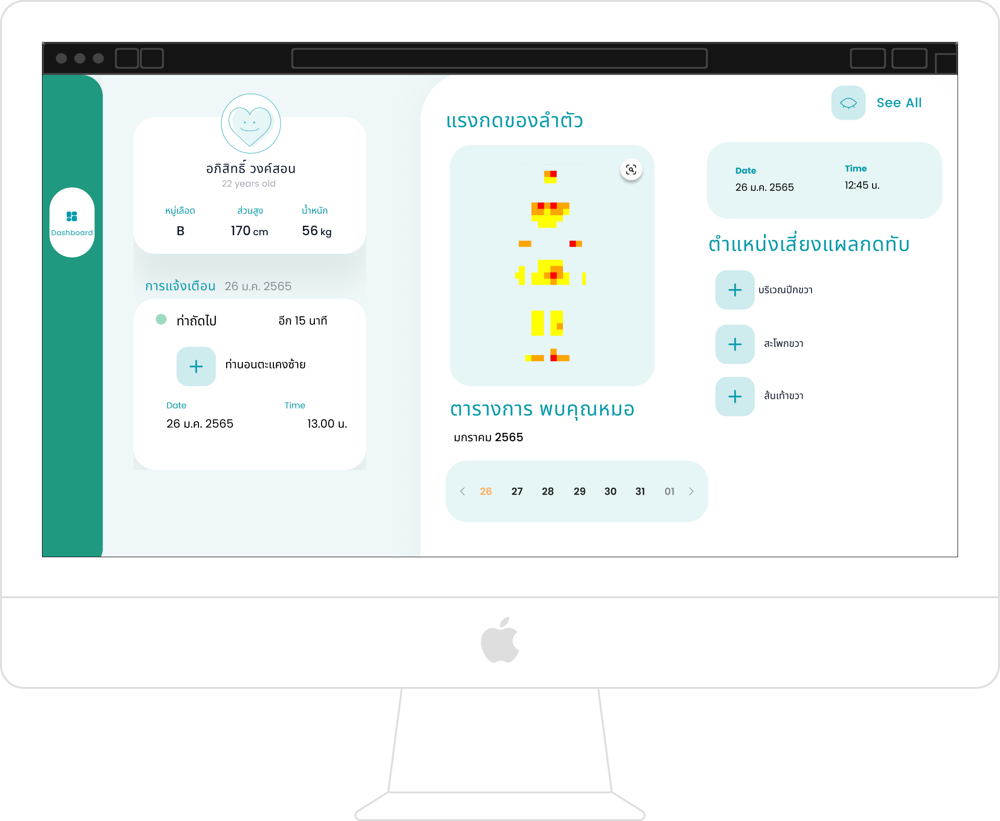 Dashboard
อภิสิทธิ์ วงค์สอน
22 years old
หมู่เลือด ส่วนสูง น้ำหนัก
B 170 cm 56 kg
การแจ้งเตือน 26 ม.ค. 2565
ท่าถัดไป อีก 15 นาที
ท่านอนตะแคงซ้าย
Date Time
26 ม.ค. 2565 13.00 น.
See All
แรงกดของลำตัว
Date Time
26 ม.ค. 2565 12:45 น.
ตำแหน่งเสี่ยงแผลกดทับ
บริเวณปีกขวา
สะโพกขวา
ส้นเท้าขวา
ตารางการ พบคุณหมอ
มกราคม 2565
26 27 28 29 30 31 01